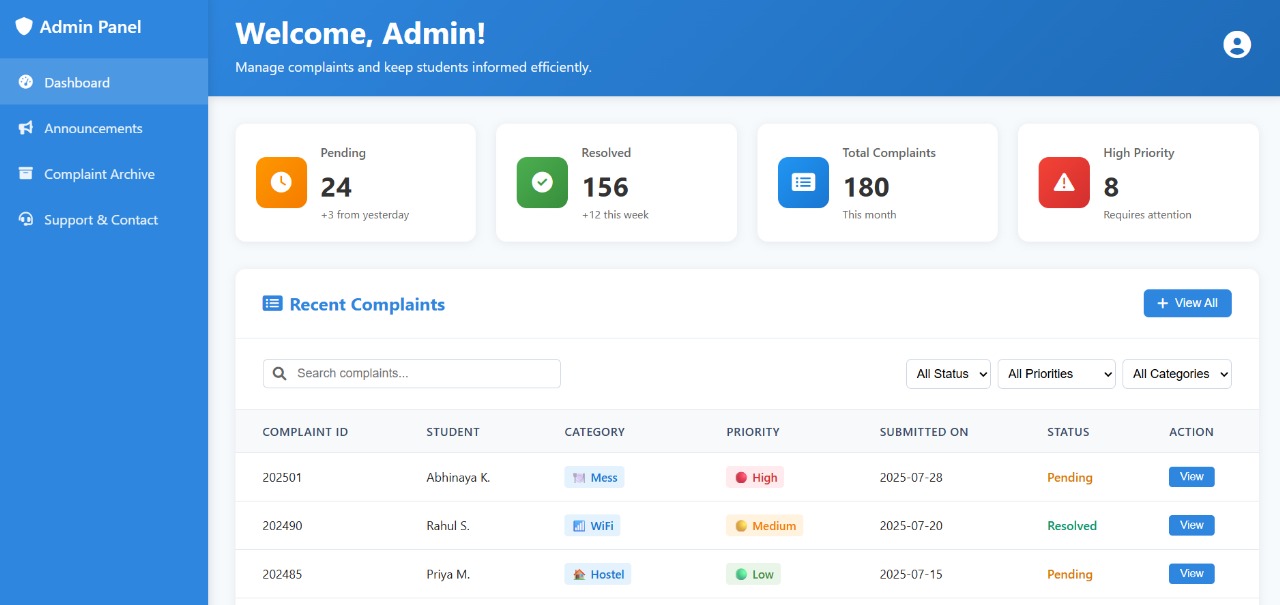 Admin Panel
Dashboard
Announcements
Complaint Archive
Support & Contact
Welcome, Admin!
Manage complaints and keep students informed efficiently.
Pending
24
+3 from yesterday
Resolved
156
+12 this week
Total Complaints
180
This month
High Priority
8
Requires attention
Recent Complaints
+ View All
Search complaints...
All Status All Priorities All Categories
COMPLAINT ID STUDENT CATEGORY PRIORITY SUBMITTED ON STATUS ACTION
202501 Abhinaya K. Mess High 2025-07-28 Pending View
202490 Rahul S. WiFi Medium 2025-07-20 Resolved View
202485 Priya M. Hostel Low 2025-07-15 Pending View